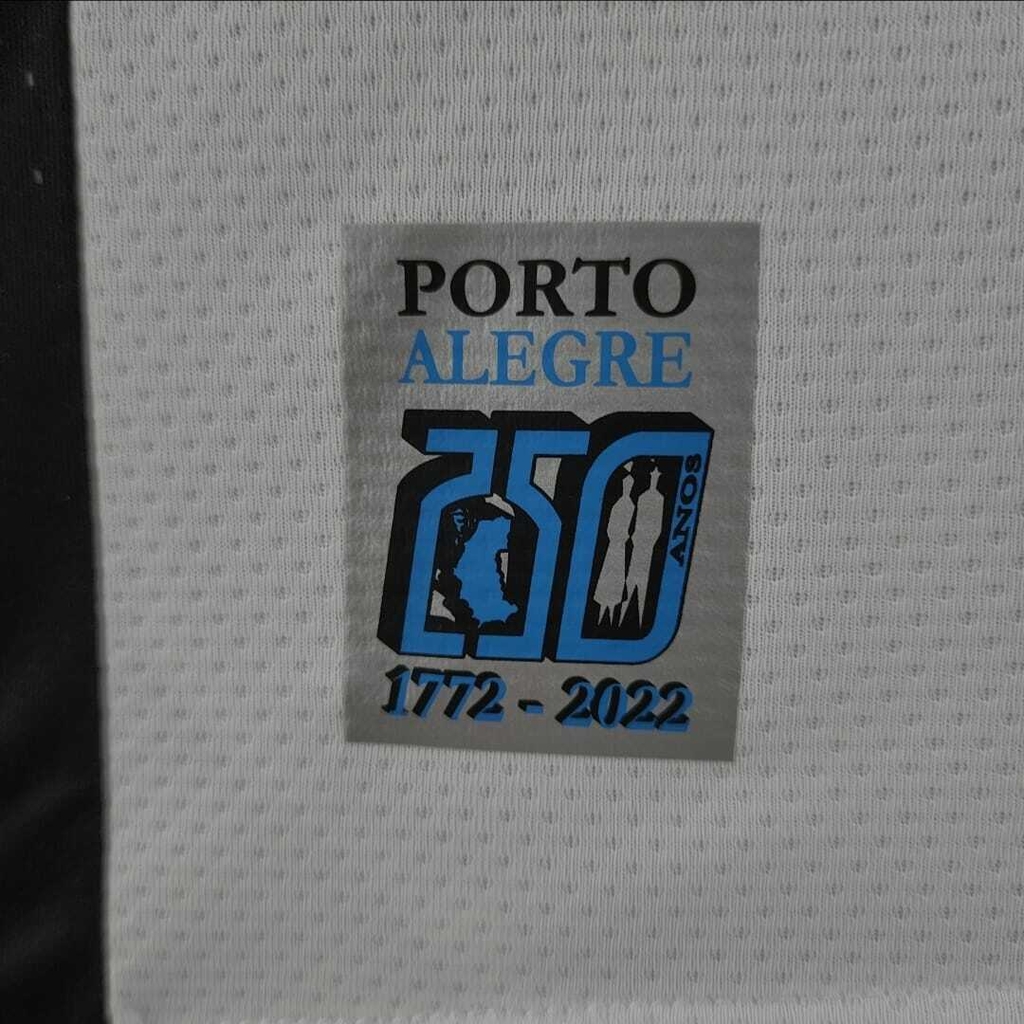 PORTO
ALEGRE
250
ANOS
1772 - 2022